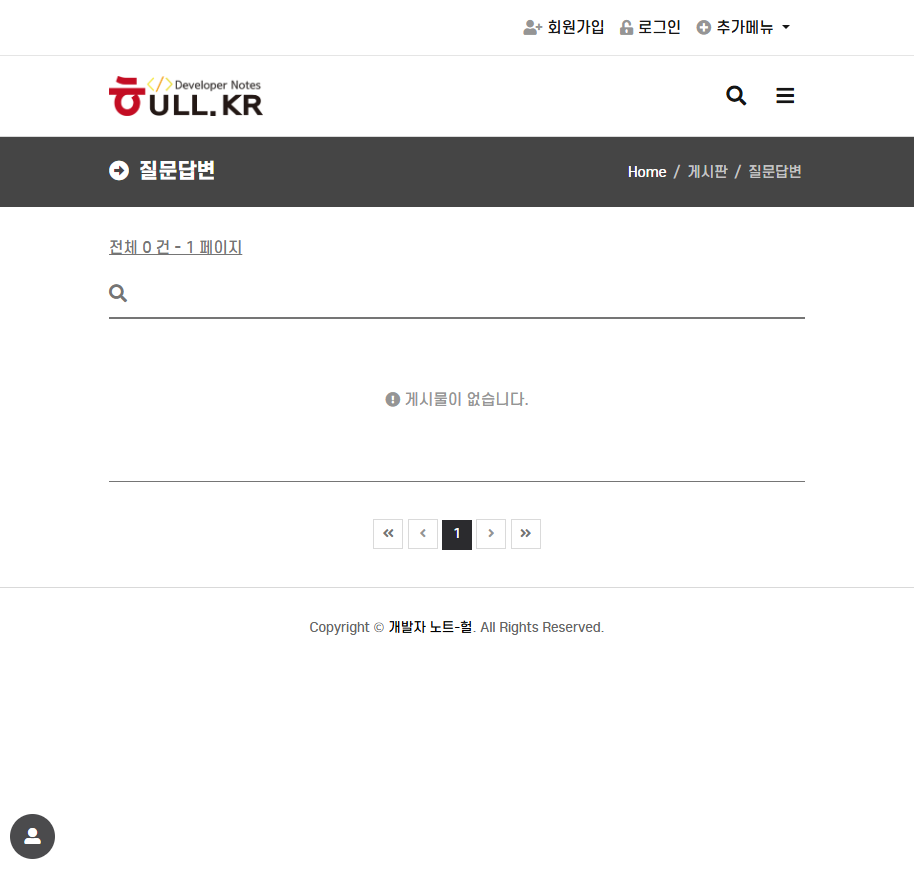 회원가입 로그인 추가메뉴
</> Developer Notes
ㅎULL.KR
질문답변 Home / 게시판 / 질문답변
전체 0 건 - 1 페이지
게시물이 없습니다.
« ‹ 1 › »
Copyright © 개발자 노트-헐. All Rights Reserved.